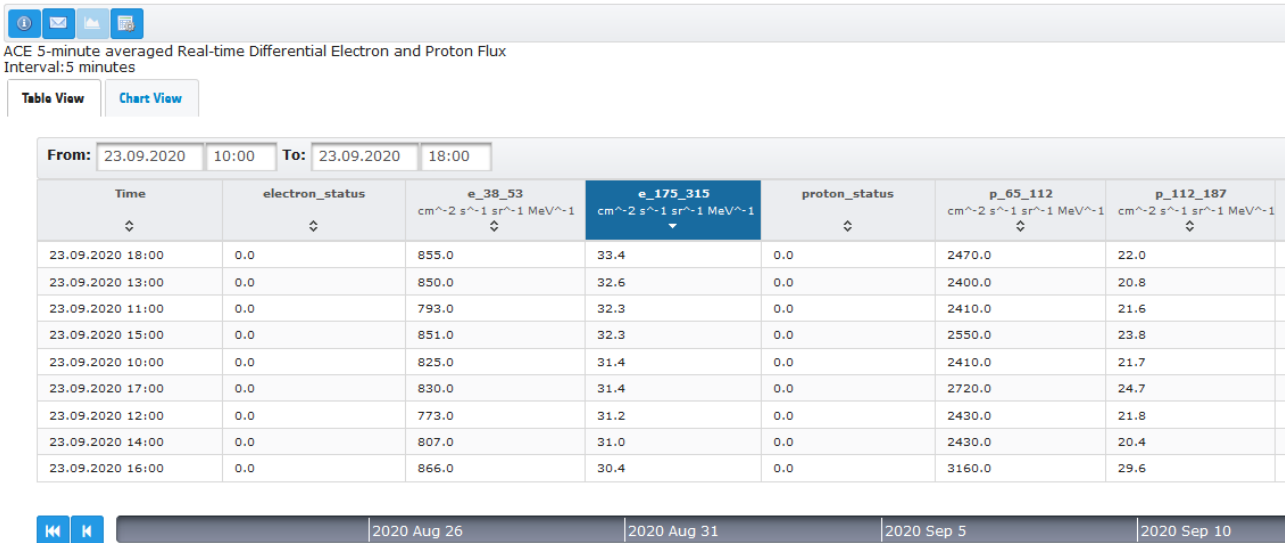 ACE 5-minute averaged Real-time Differential Electron and Proton Flux
Interval:5 minutes
Table View Chart View
From: 23.09.2020 10:00 To: 23.09.2020 18:00
Time electron_status e_38_53 e_175_315 proton_status p_65_112 p_112_187
cm^-2 s^-1 sr^-1 MeV^-1 cm^-2 s^-1 sr^-1 MeV^-1 cm^-2 s^-1 sr^-1 MeV^-1 cm^-2 s^-1 sr^-1 MeV^-1
23.09.2020 18:00 0.0 855.0 33.4 0.0 2470.0 22.0
23.09.2020 13:00 0.0 850.0 32.6 0.0 2400.0 20.8
23.09.2020 11:00 0.0 793.0 32.3 0.0 2410.0 21.6
23.09.2020 15:00 0.0 851.0 32.3 0.0 2550.0 23.8
23.09.2020 10:00 0.0 825.0 31.4 0.0 2410.0 21.7
23.09.2020 17:00 0.0 830.0 31.4 0.0 2720.0 24.7
23.09.2020 12:00 0.0 773.0 31.2 0.0 2430.0 21.8
23.09.2020 14:00 0.0 807.0 31.0 0.0 2430.0 20.4
23.09.2020 16:00 0.0 866.0 30.4 0.0 3160.0 29.6
2020 Aug 26 2020 Aug 31 2020 Sep 5 2020 Sep 10